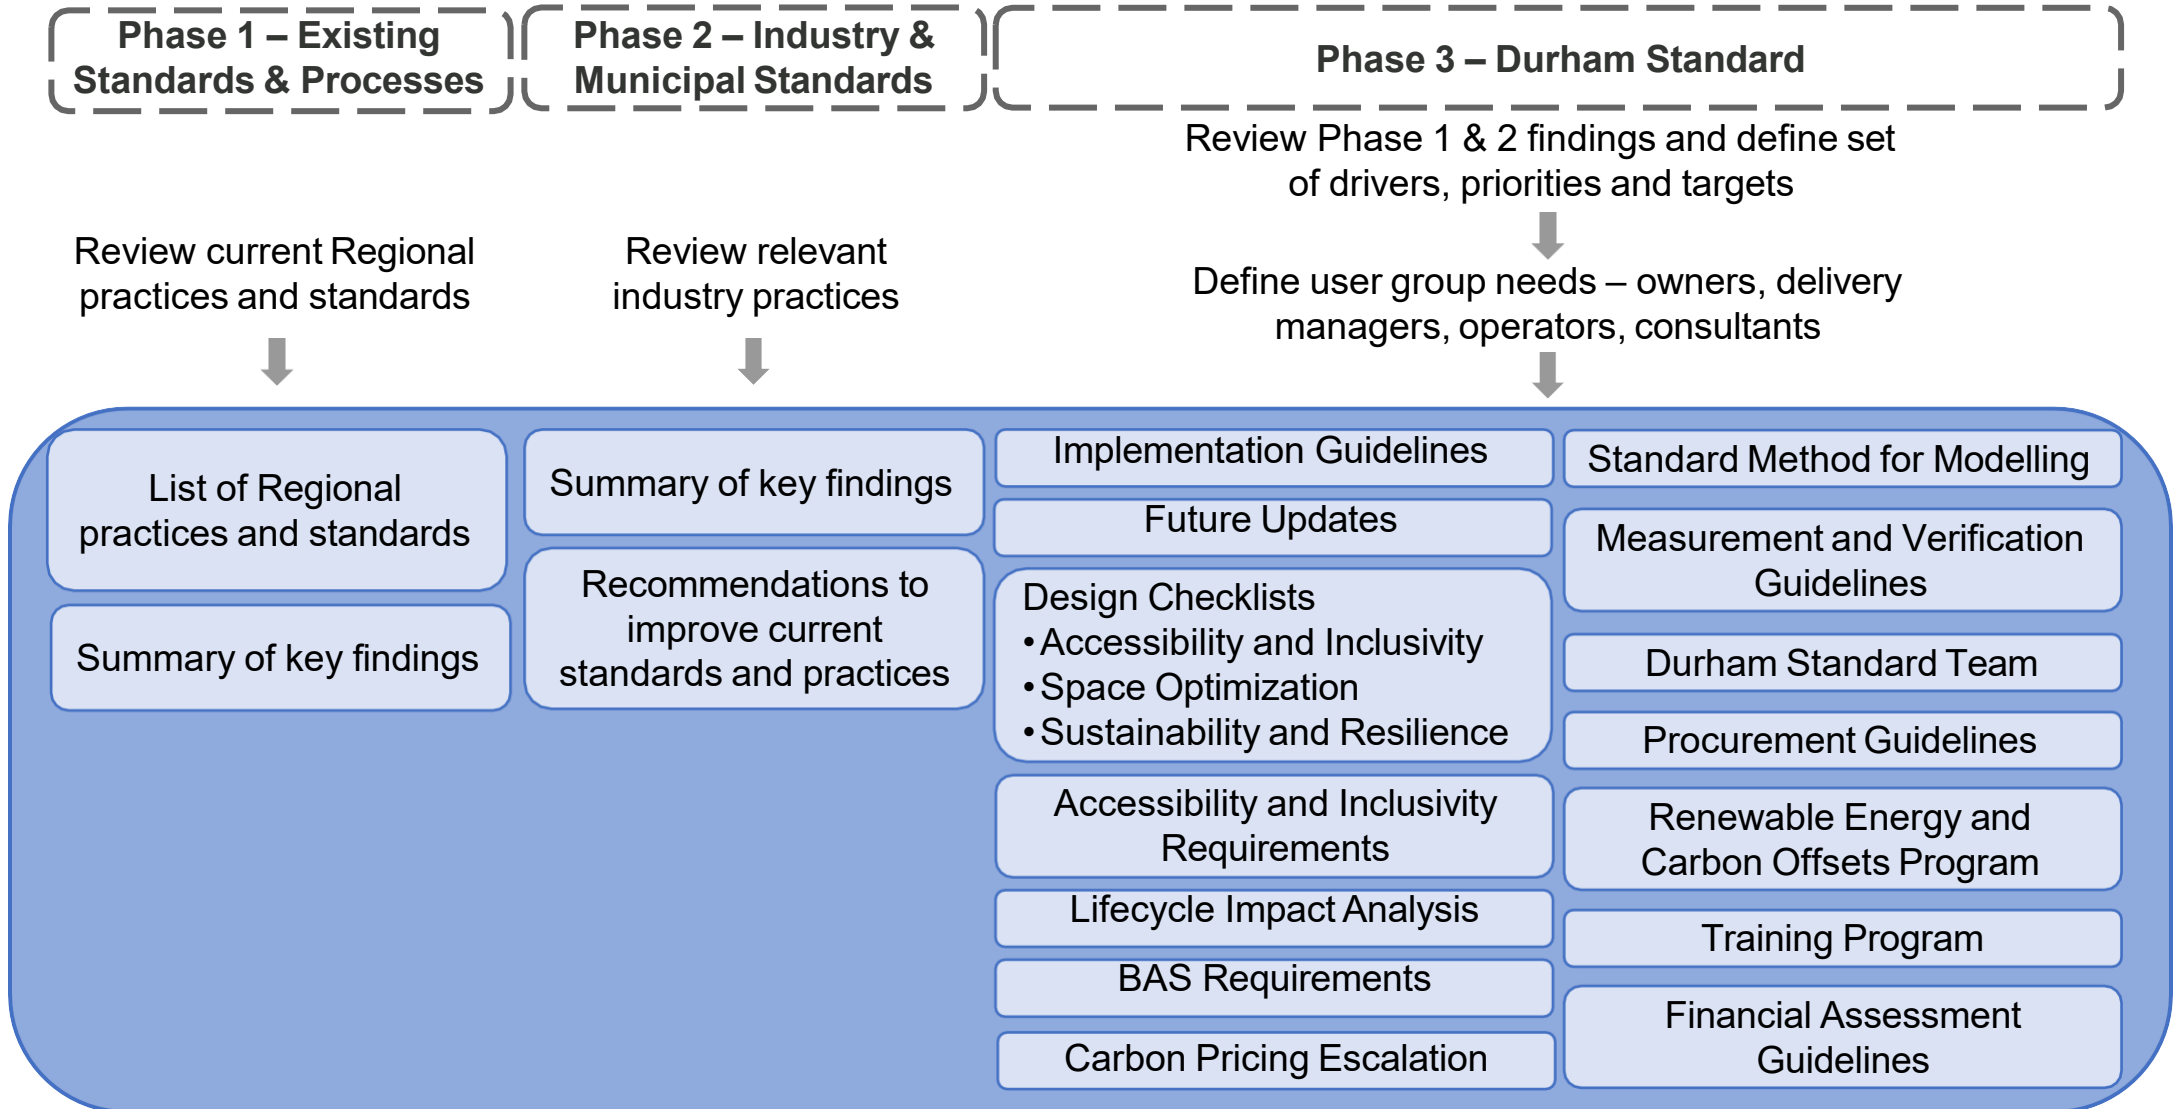 Phase 1 – Existing
Standards & Processes
Phase 2 – Industry &
Municipal Standards
Phase 3 – Durham Standard
Review current Regional
practices and standards
Review relevant
industry practices
Review Phase 1 & 2 findings and define set
of drivers, priorities and targets
Define user group needs – owners, delivery
managers, operators, consultants
List of Regional
practices and standards
Summary of key findings
Summary of key findings
Recommendations to
improve current
standards and practices
Implementation Guidelines
Future Updates
Design Checklists
• Accessibility and Inclusivity
• Space Optimization
• Sustainability and Resilience
Accessibility and Inclusivity
Requirements
Lifecycle Impact Analysis
BAS Requirements
Carbon Pricing Escalation
Standard Method for Modelling
Measurement and Verification
Guidelines
Durham Standard Team
Procurement Guidelines
Renewable Energy and
Carbon Offsets Program
Training Program
Financial Assessment
Guidelines